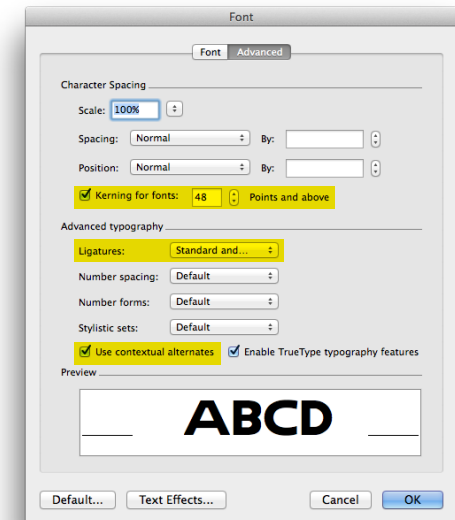 Font
Font Advanced
Character Spacing
Scale: 100%
Spacing: Normal By:
Position: Normal By:
Kerning for fonts: 48 Points and above
Advanced typography
Ligatures: Standard and...
Number spacing: Default
Number forms: Default
Stylistic sets: Default
Use contextual alternates Enable TrueType typography features
Preview
ABCD
Default... Text Effects... Cancel OK